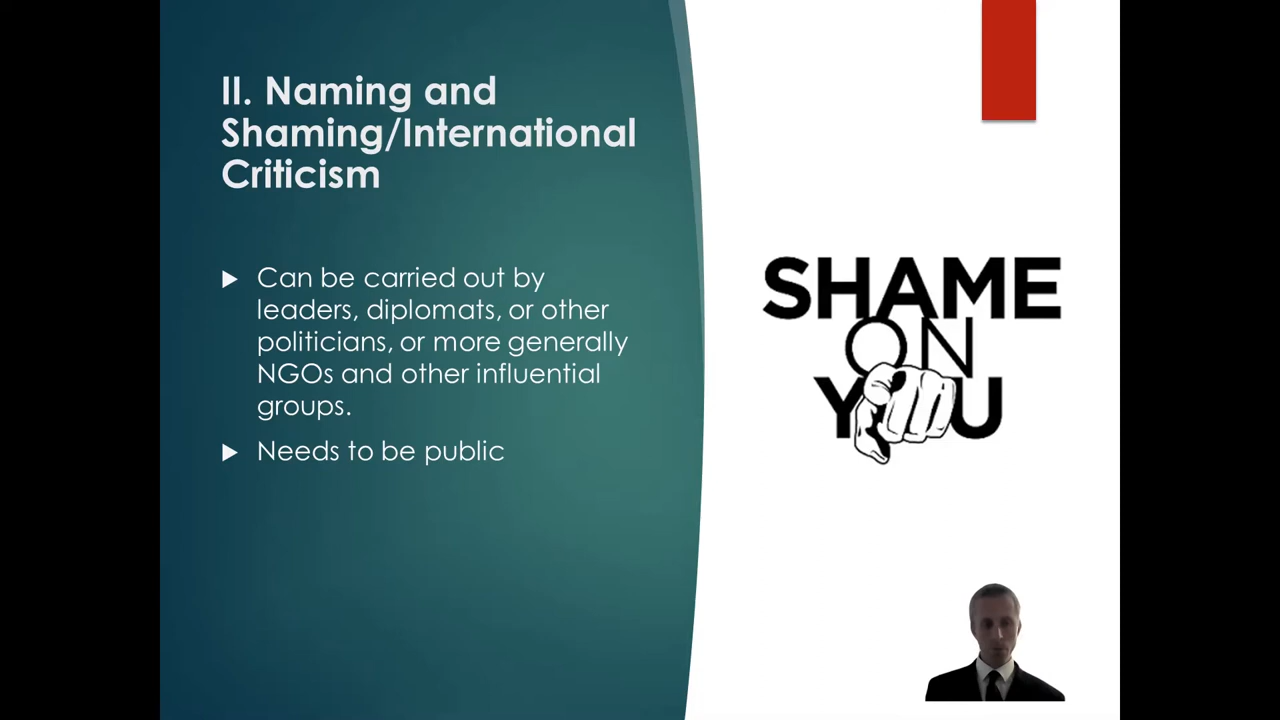 II. Naming and
Shaming/International
Criticism
Can be carried out by
leaders, diplomats, or other
politicians, or more generally
NGOs and other influential
groups.
Needs to be public
SHAME
ON
YOU